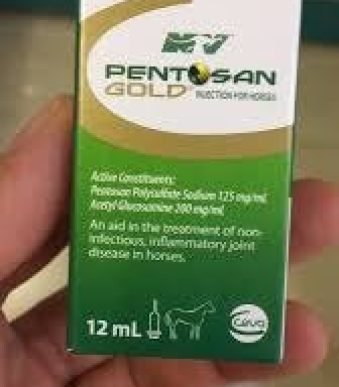 NV
PENTOSAN
GOLD® INJECTION FOR HORSES
Active Constituents:
Pentosan Polysulfate Sodium 125 mg/mL
Acetyl Glucosamine 200 mg/mL
An aid in the treatment of non-
infectious, inflammatory joint
disease in horses.
12 mL
Ceva